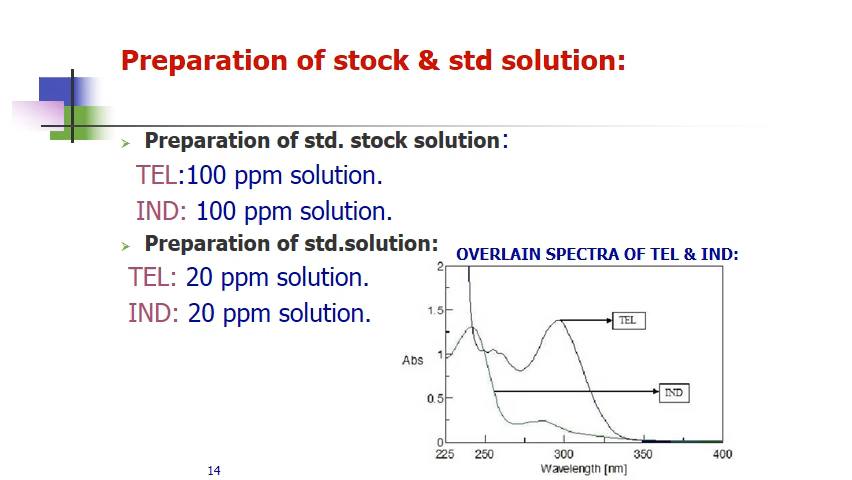 Preparation of stock & std solution:
➢ Preparation of std. stock solution:
TEL:100 ppm solution.
IND: 100 ppm solution.
➢ Preparation of std.solution:
TEL: 20 ppm solution.
IND: 20 ppm solution.
OVERLAIN SPECTRA OF TEL & IND:
2
1.5
TEL
Abs
1
IND
0.5
0
225 250 300 350 400
Wavelength [nm]
14